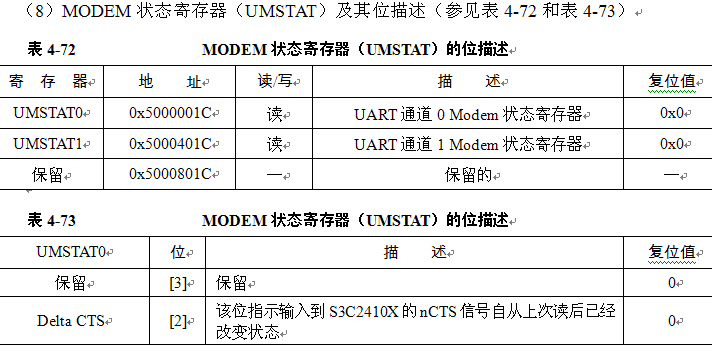 （8）MODEM 状态寄存器（UMSTAT）及其位描述（参见表 4-72 和表 4-73）
表 4-72 MODEM 状态寄存器（UMSTAT）的位描述
寄 存 器 地 址 读/写 描 述 复位值
UMSTAT0 0x5000001C 读 UART 通道 0 Modem 状态寄存器 0x0
UMSTAT1 0x5000401C 读 UART 通道 1 Modem 状态寄存器 0x0
保留 0x5000801C — 保留的 —
表 4-73 MODEM 状态寄存器（UMSTAT）的位描述
UMSTAT0 位 描 述 复位值
保留 [3] 保留 0
Delta CTS [2] 该位指示输入到 S3C2410X 的 nCTS 信号自从上次读后已经
改变状态 0